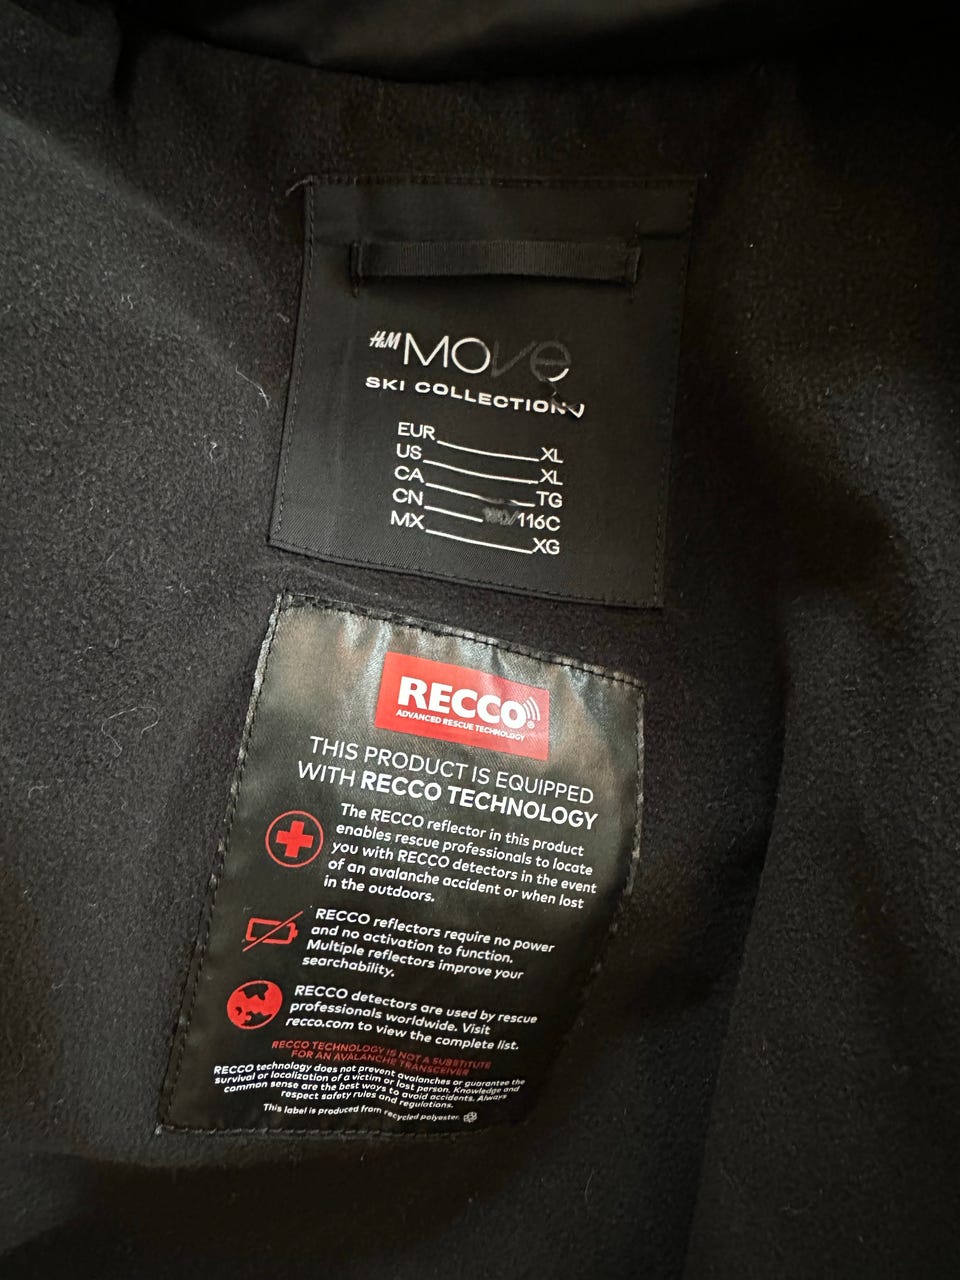 H&M MOVE
SKI COLLECTION
EUR XL
US XL
CA TG
CN /116C
MX XG
RECCO®
ADVANCED RESCUE TECHNOLOGY
THIS PRODUCT IS EQUIPPED
WITH RECCO TECHNOLOGY
The RECCO reflector in this product
enables rescue professionals to locate
you with RECCO detectors in the event
of an avalanche accident or when lost
in the outdoors.
RECCO reflectors require no power
and no activation to function.
Multiple reflectors improve your
searchability.
RECCO detectors are used by rescue
professionals worldwide. Visit
recco.com to view the complete list.
RECCO TECHNOLOGY IS NOT A SUBSTITUTE
FOR AN AVALANCHE TRANSCEIVER
RECCO technology does not prevent avalanches or guarantee the
survival or localization of a victim or lost person. Knowledge and
common sense are the best ways to avoid accidents. Always
respect safety rules and regulations.
This label is produced from recycled polyester.